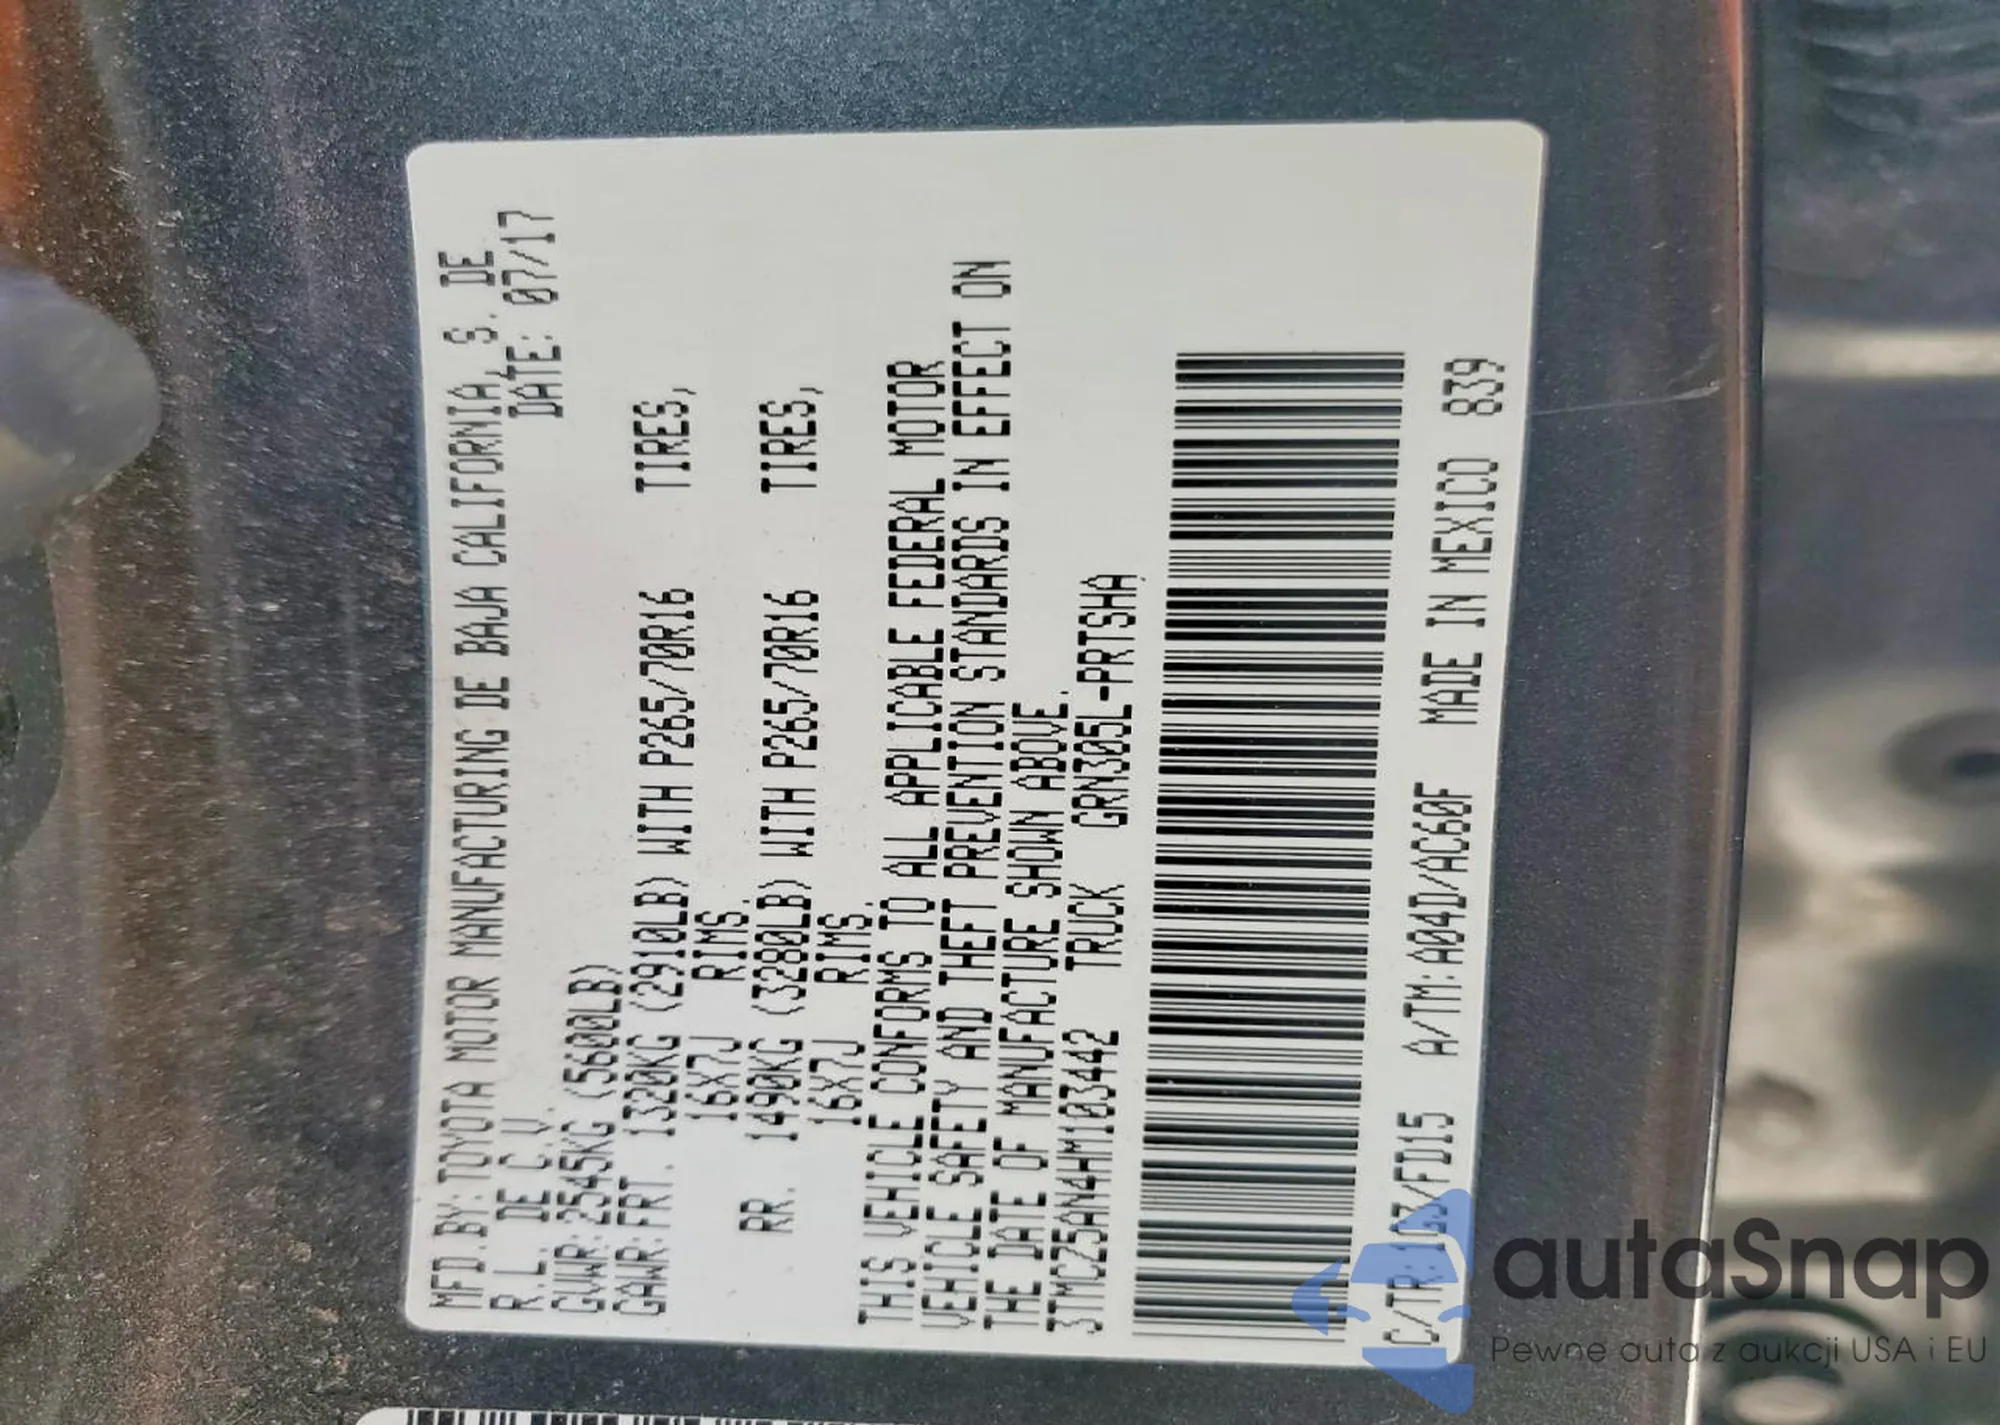 MFD.BY:TOYOTA MOTOR MANUFACTURING DE BAJA CALIFORNIA, S. DE
R.L. DE C.V. DATE: 07/17
GVWR:2545KG (5600LB)
GAWR:FRT. 1320KG (2910LB) WITH P265/70R16 TIRES,
16X7J RIMS,
RR. 1490KG (3280LB) WITH P265/70R16 TIRES,
16X7J RIMS,
THIS VEHICLE CONFORMS TO ALL APPLICABLE FEDERAL MOTOR
VEHICLE SAFETY AND THEFT PREVENTION STANDARDS IN EFFECT ON
THE DATE OF MANUFACTURE SHOWN ABOVE.
3TMCZ5AN4HM103442 TRUCK GRN305L-PRTSHA
C/TR:1G3/FD15 A/TM:A04D/AC60F MADE IN MEXICO 839
autaSnap
Pewne auta z aukcji USA i EU